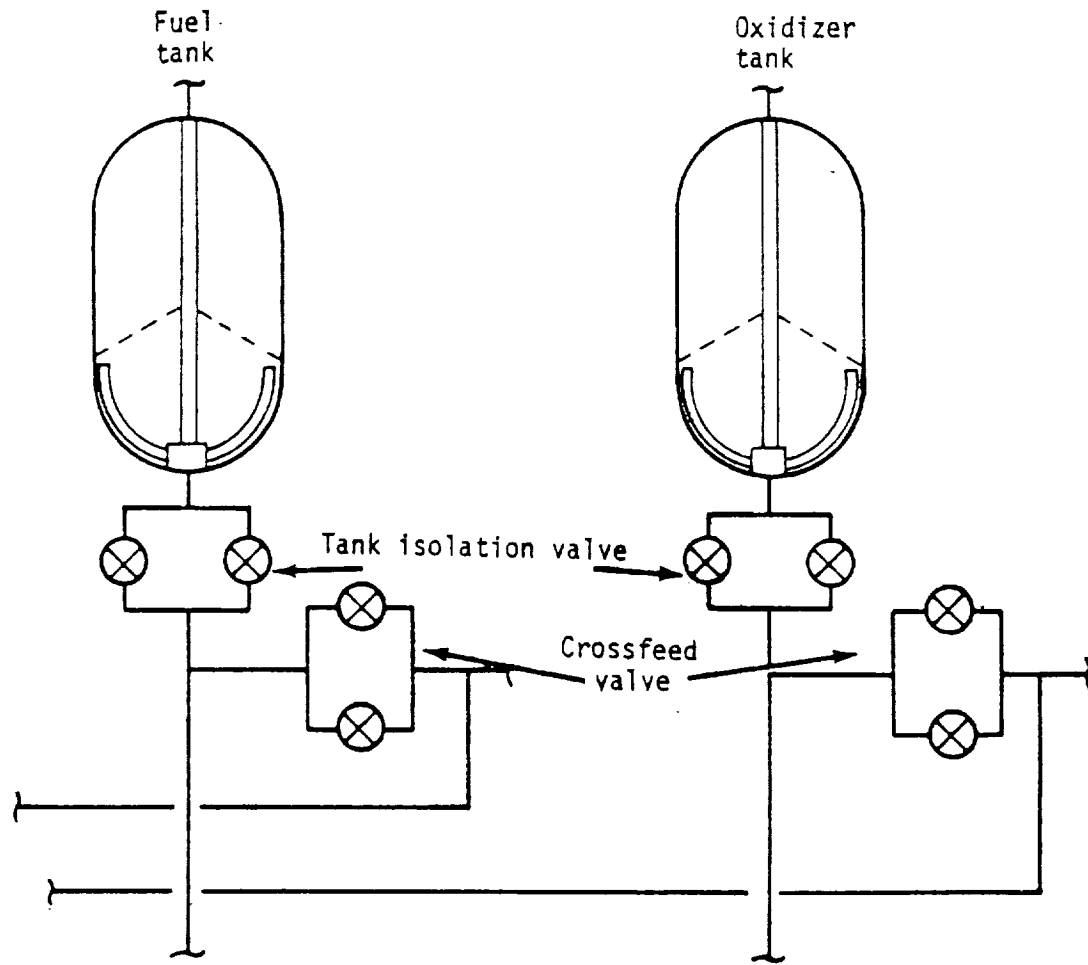 Fuel
tank
Oxidizer
tank
Tank isolation valve
Crossfeed
valve